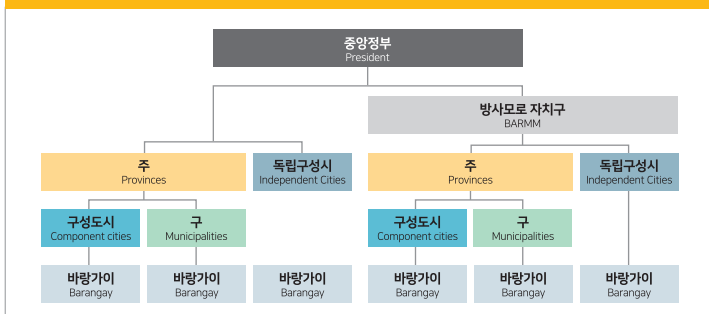 중앙정부
President
방사모로 자치구
BARMM
주
Provinces
독립구성시
Independent Cities
주
Provinces
독립구성시
Independent Cities
구성도시
Component cities
구
Municipalities
구성도시
Component cities
구
Municipalities
바랑가이
Barangay
바랑가이
Barangay
바랑가이
Barangay
바랑가이
Barangay
바랑가이
Barangay
바랑가이
Barangay